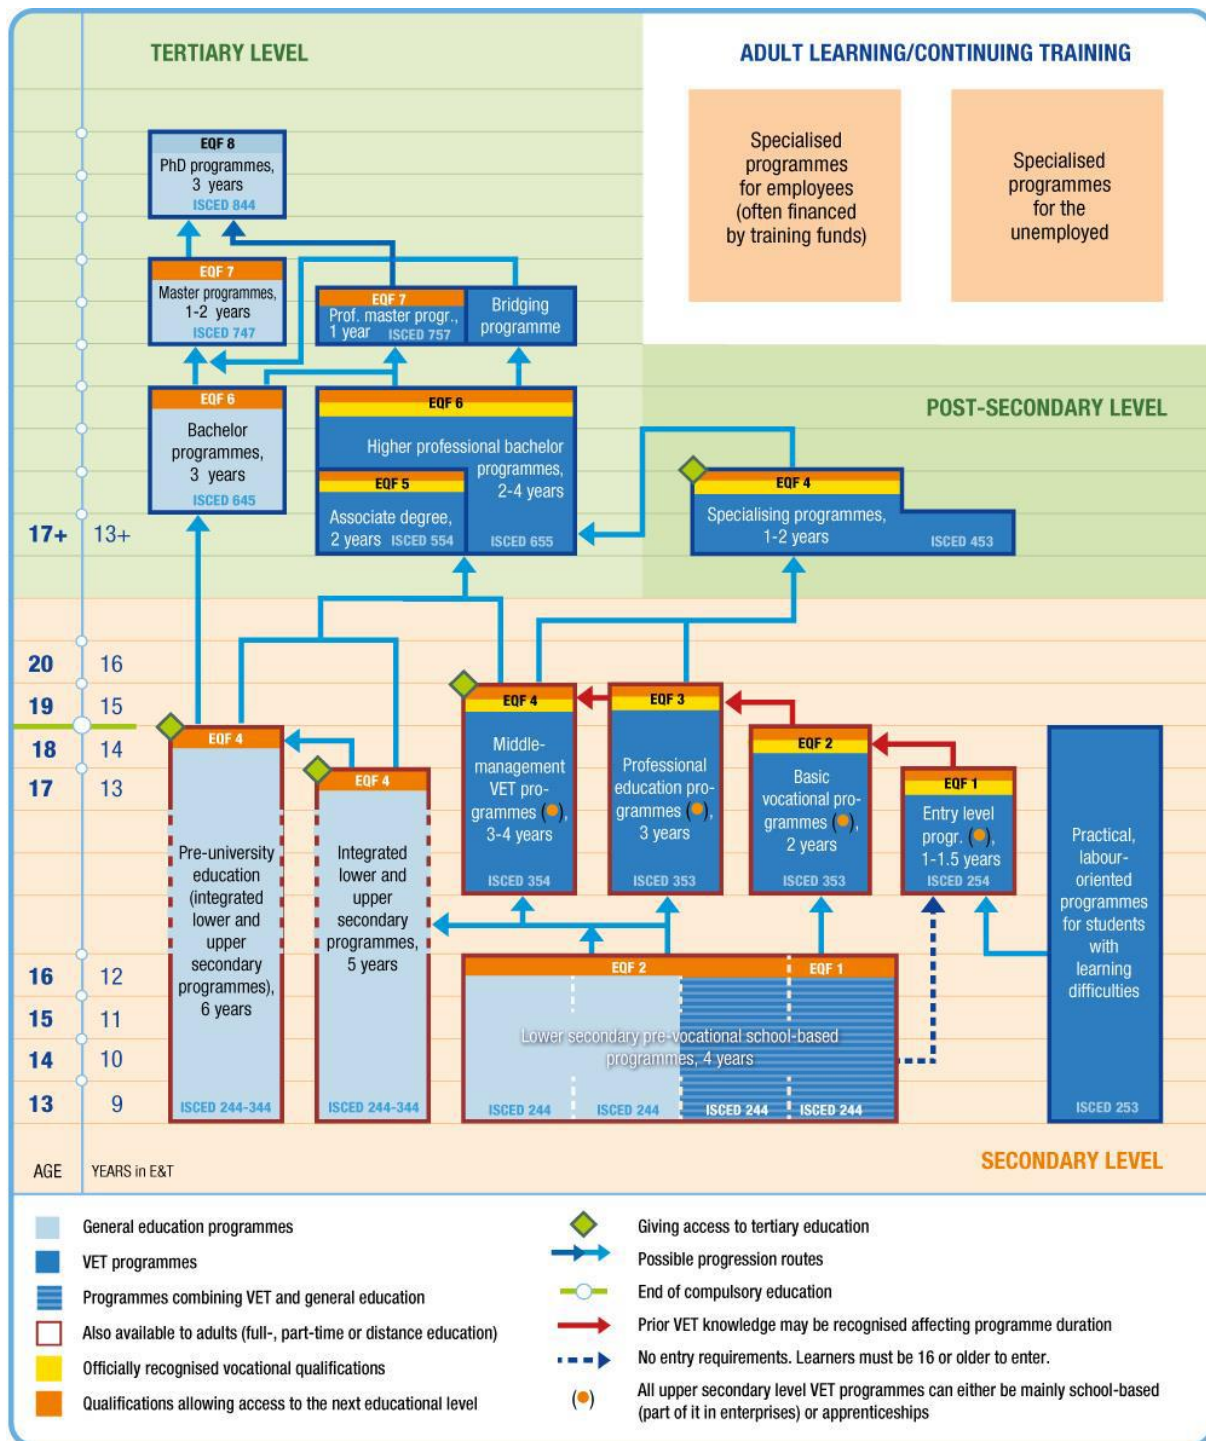 TERTIARY LEVEL
ADULT LEARNING/CONTINUING TRAINING
Specialised
programmes
for employees
(often financed
by training funds)
Specialised
programmes
for the
unemployed
EQF 8
PhD programmes,
3 years
ISCED 844
EQF 7
Master programmes,
1-2 years
ISCED 747
EQF 7
Prof. master progr.,
1 year ISCED 757
Bridging
programme
EQF 6
Bachelor
programmes,
3 years
ISCED 645
EQF 6
Higher professional bachelor
programmes,
2-4 years
ISCED 655
EQF 5
Associate degree,
2 years ISCED 554
POST-SECONDARY LEVEL
EQF 4
Specialising programmes,
1-2 years
ISCED 453
17+ 13+
20 16
19 15
18 14
17 13
16 12
15 11
14 10
13 9
AGE YEARS in E&T
EQF 4
Pre-university
education
(integrated
lower and
upper
secondary
programmes),
6 years
ISCED 244-344
EQF 4
Integrated
lower and
upper
secondary
programmes,
5 years
ISCED 244-344
EQF 4
Middle-
management
VET pro-
grammes ( ),
3-4 years
ISCED 354
EQF 3
Professional
education pro-
grammes ( ),
3 years
ISCED 353
EQF 2
Basic
vocational pro-
grammes ( ),
2 years
ISCED 353
EQF 1
Entry level
progr. ( ),
1-1.5 years
ISCED 254
Practical,
labour-
oriented
programmes
for students
with
learning
difficulties
ISCED 253
EQF 2 EQF 1
Lower secondary pre-vocational school-based
programmes, 4 years
ISCED 244 ISCED 244 ISCED 244 ISCED 244
SECONDARY LEVEL
General education programmes
VET programmes
Programmes combining VET and general education
Also available to adults (full-, part-time or distance education)
Officially recognised vocational qualifications
Qualifications allowing access to the next educational level
Giving access to tertiary education
Possible progression routes
End of compulsory education
Prior VET knowledge may be recognised affecting programme duration
No entry requirements. Learners must be 16 or older to enter.
( ) All upper secondary level VET programmes can either be mainly school-based
(part of it in enterprises) or apprenticeships